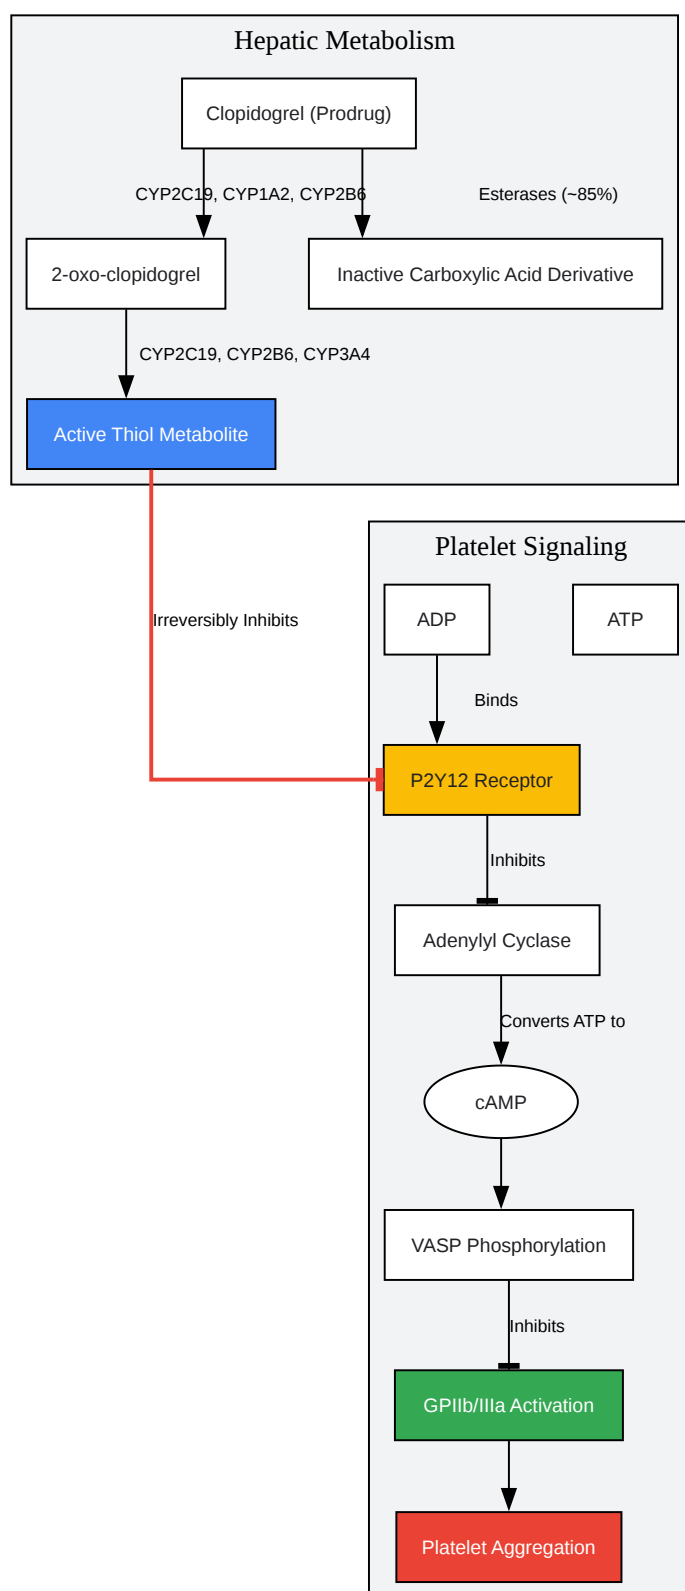 Hepatic Metabolism
Clopidogrel (Prodrug)
CYP2C19, CYP1A2, CYP2B6
Esterases (~85%)
2-oxo-clopidogrel
Inactive Carboxylic Acid Derivative
CYP2C19, CYP2B6, CYP3A4
Active Thiol Metabolite
Platelet Signaling
ADP
ATP
Irreversibly Inhibits
Binds
P2Y12 Receptor
Inhibits
Adenylyl Cyclase
Converts ATP to
cAMP
VASP Phosphorylation
Inhibits
GPIIb/IIIa Activation
Platelet Aggregation